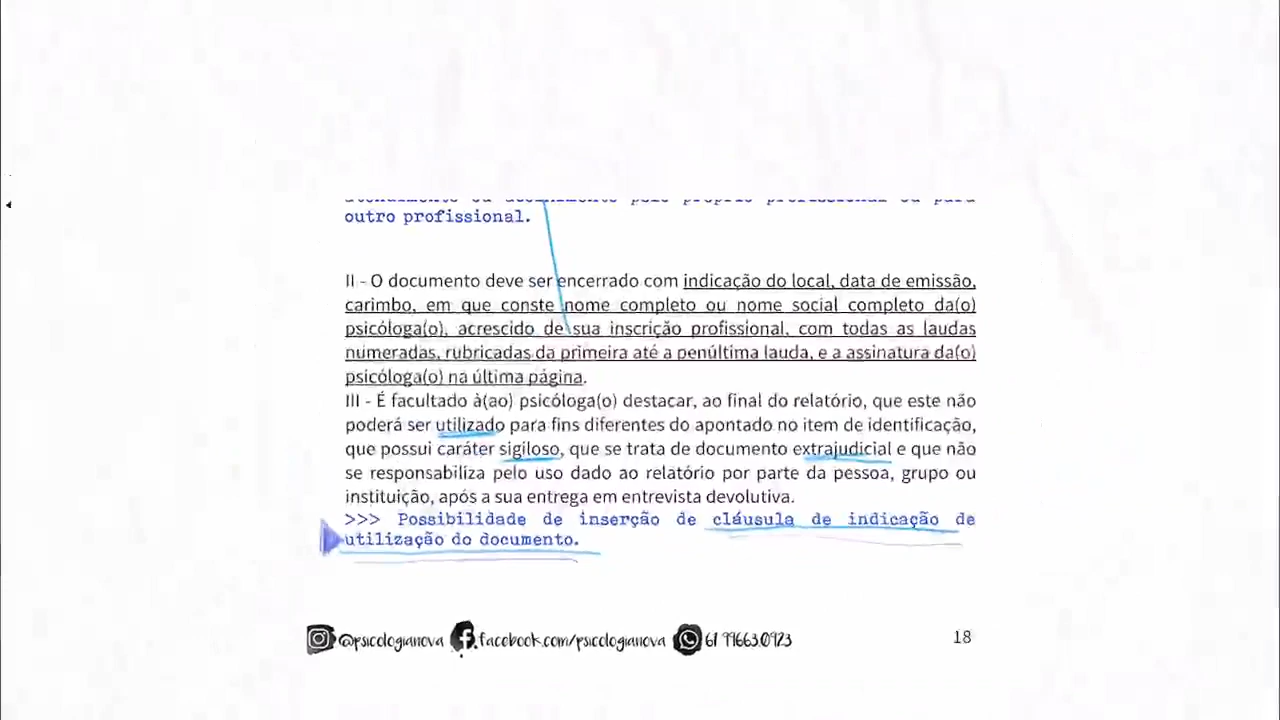 outro profissional.
II - O documento deve ser encerrado com indicação do local, data de emissão,
carimbo, em que conste nome completo ou nome social completo da(o)
psicóloga(o), acrescido de sua inscrição profissional, com todas as laudas
numeradas, rubricadas da primeira até a penúltima lauda, e a assinatura da(o)
psicóloga(o) na última página.
III - É facultado à(ao) psicóloga(o) destacar, ao final do relatório, que este não
poderá ser utilizado para fins diferentes do apontado no item de identificação,
que possui caráter sigiloso, que se trata de documento extrajudicial e que não
se responsabiliza pelo uso dado ao relatório por parte da pessoa, grupo ou
instituição, após a sua entrega em entrevista devolutiva.
>>> Possibilidade de inserção de cláusula de indicação de
utilização do documento.
@psicologianova facebook.com/psicologianova 61 99663.0923 18